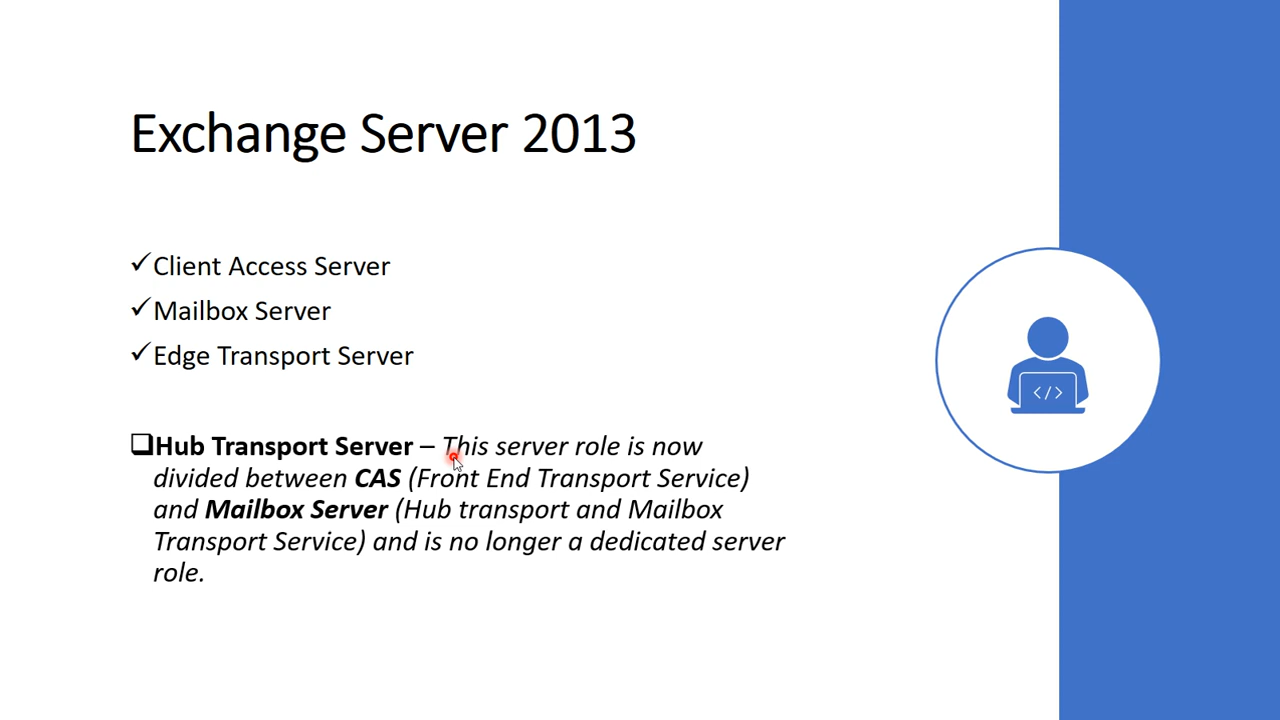 Exchange Server 2013
✓Client Access Server
✓Mailbox Server
✓Edge Transport Server
❑Hub Transport Server – This server role is now
divided between CAS (Front End Transport Service)
and Mailbox Server (Hub transport and Mailbox
Transport Service) and is no longer a dedicated server
role.